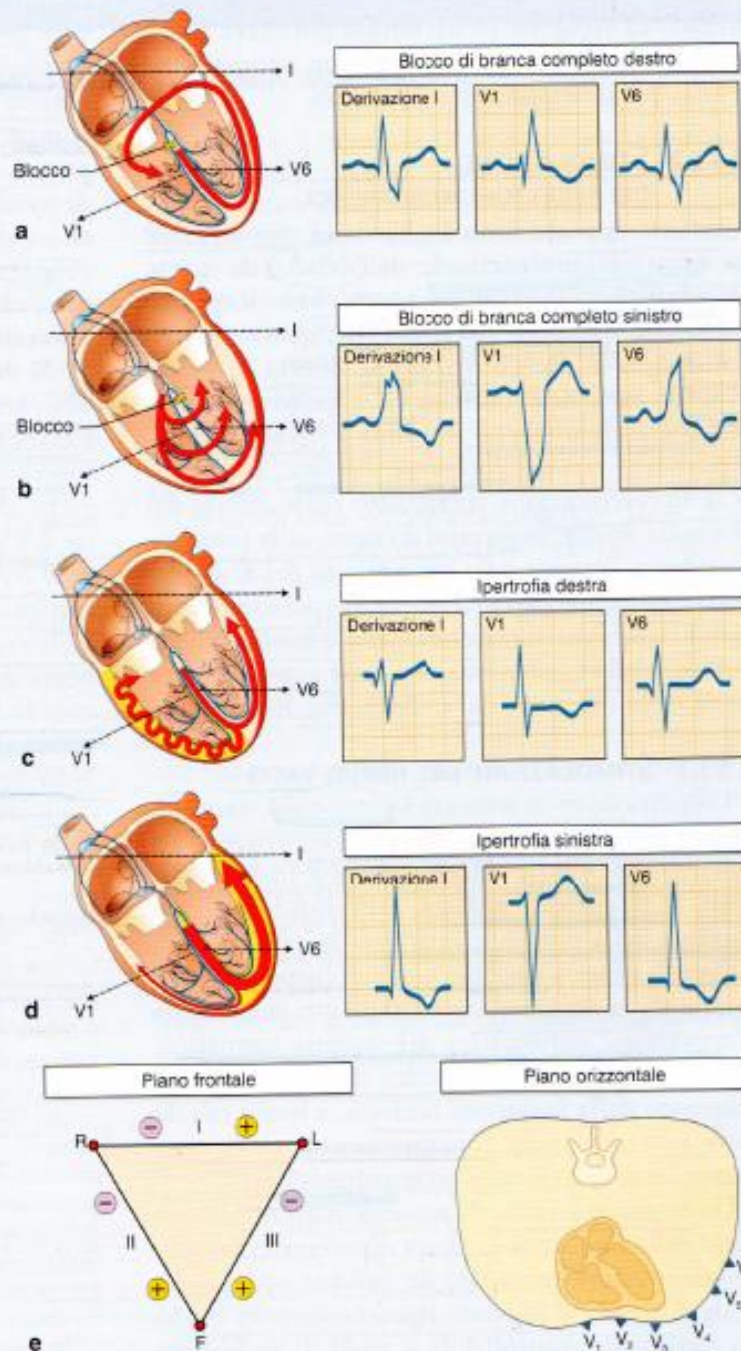 Blocco di branca completo destro
I
Derivazione I
V1
V6
Blocco
V6
V1
a
Blocco di branca completo sinistro
I
Derivazione I
V1
V6
Blocco
V6
V1
b
Ipertrofia destra
I
Derivazione I
V1
V6
V6
V1
c
Ipertrofia sinistra
I
Derivazione I
V1
V6
V6
V1
d
Piano frontale
Piano orizzontale
R
−
I
+
L
−
−
II
III
+
+
F
e
V
V5
V4
V1
V2
V3